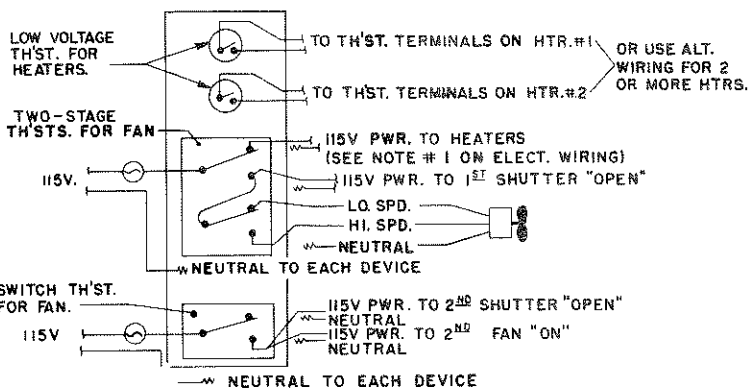 LOW VOLTAGE
TH'ST. FOR
HEATERS.
TO TH'ST. TERMINALS ON HTR.#1
TO TH'ST. TERMINALS ON HTR.#2
OR USE ALT.
WIRING FOR 2
OR MORE HTRS.
TWO-STAGE
TH'STS. FOR FAN
115V.
115V PWR. TO HEATERS
(SEE NOTE # 1 ON ELECT. WIRING)
115V PWR. TO 1ST SHUTTER "OPEN"
LO. SPD.
HI. SPD.
NEUTRAL
NEUTRAL TO EACH DEVICE
SWITCH TH'ST.
FOR FAN.
115V
115V PWR. TO 2ND SHUTTER "OPEN"
NEUTRAL
115V PWR. TO 2ND FAN "ON"
NEUTRAL
NEUTRAL TO EACH DEVICE